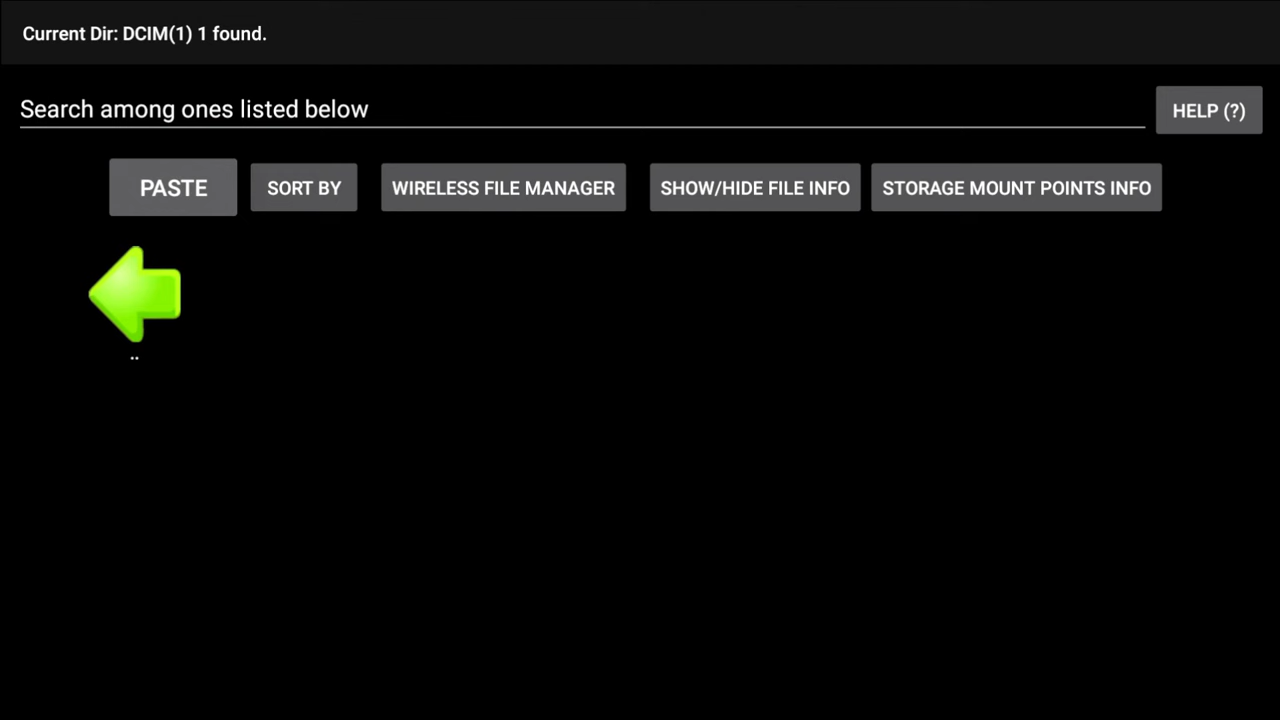 Current Dir: DCIM(1) 1 found.
Search among ones listed below
HELP (?)
PASTE
SORT BY
WIRELESS FILE MANAGER
SHOW/HIDE FILE INFO
STORAGE MOUNT POINTS INFO
..